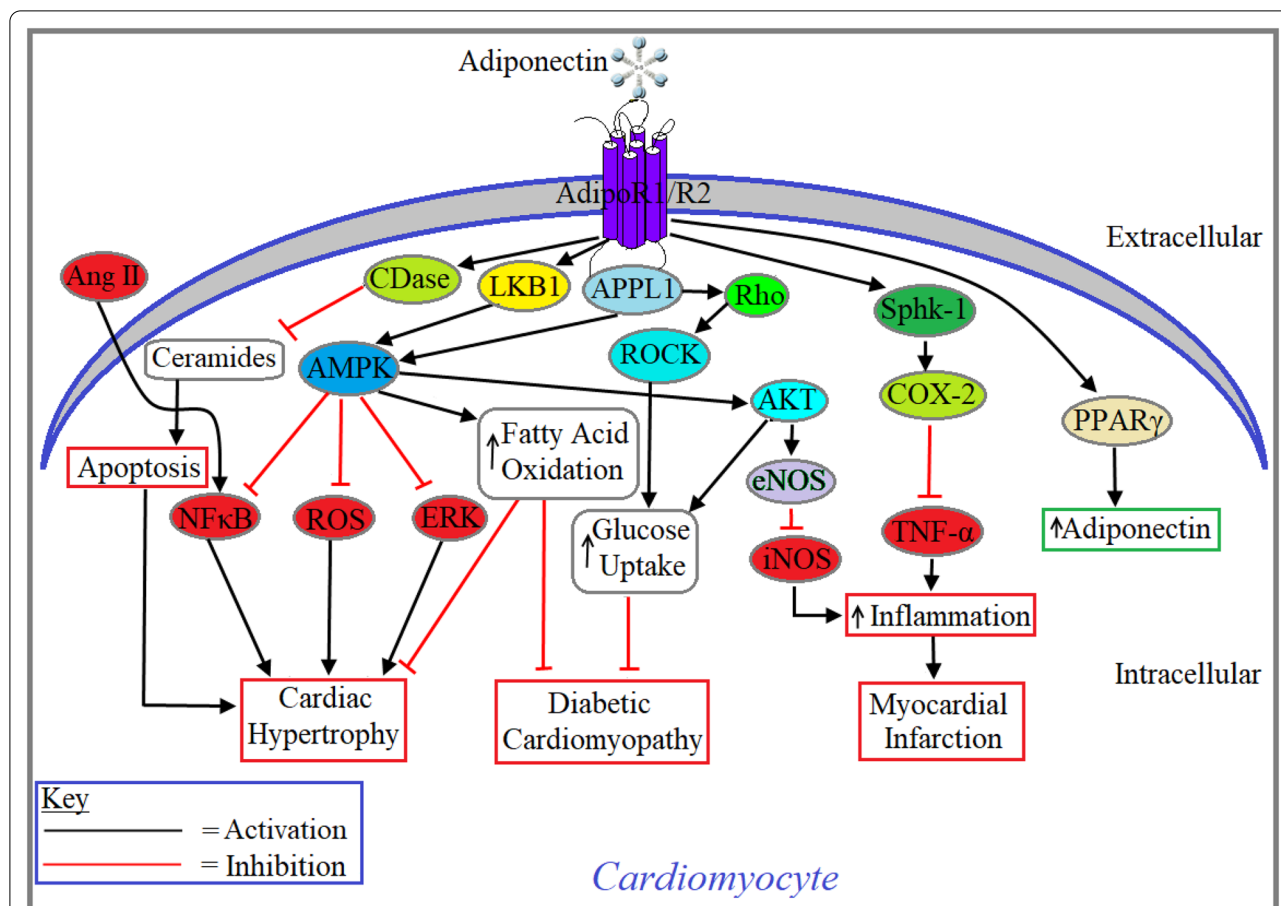 Adiponectin
AdipoR1/R2
Extracellular
Ang II
CDase
LKB1
APPL1
Rho
Sphk-1
Ceramides
AMPK
ROCK
AKT
COX-2
PPARγ
Apoptosis
↑ Fatty Acid
Oxidation
eNOS
NFκB
ROS
ERK
↑ Glucose
Uptake
iNOS
TNF-α
↑Adiponectin
↑ Inflammation
Intracellular
Cardiac
Hypertrophy
Diabetic
Cardiomyopathy
Myocardial
Infarction
Key
= Activation
= Inhibition
Cardiomyocyte